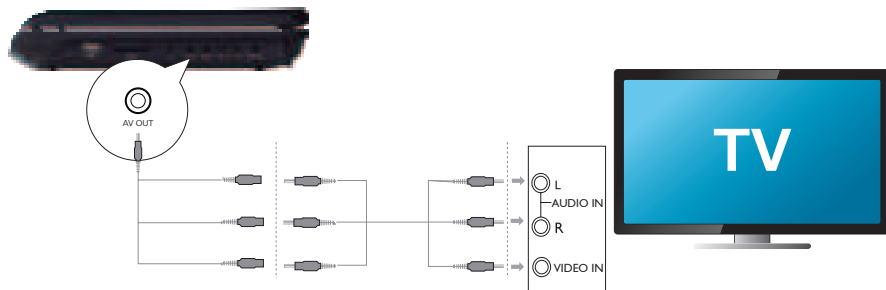 AV OUT
TV
L
AUDIO IN
R
VIDEO IN